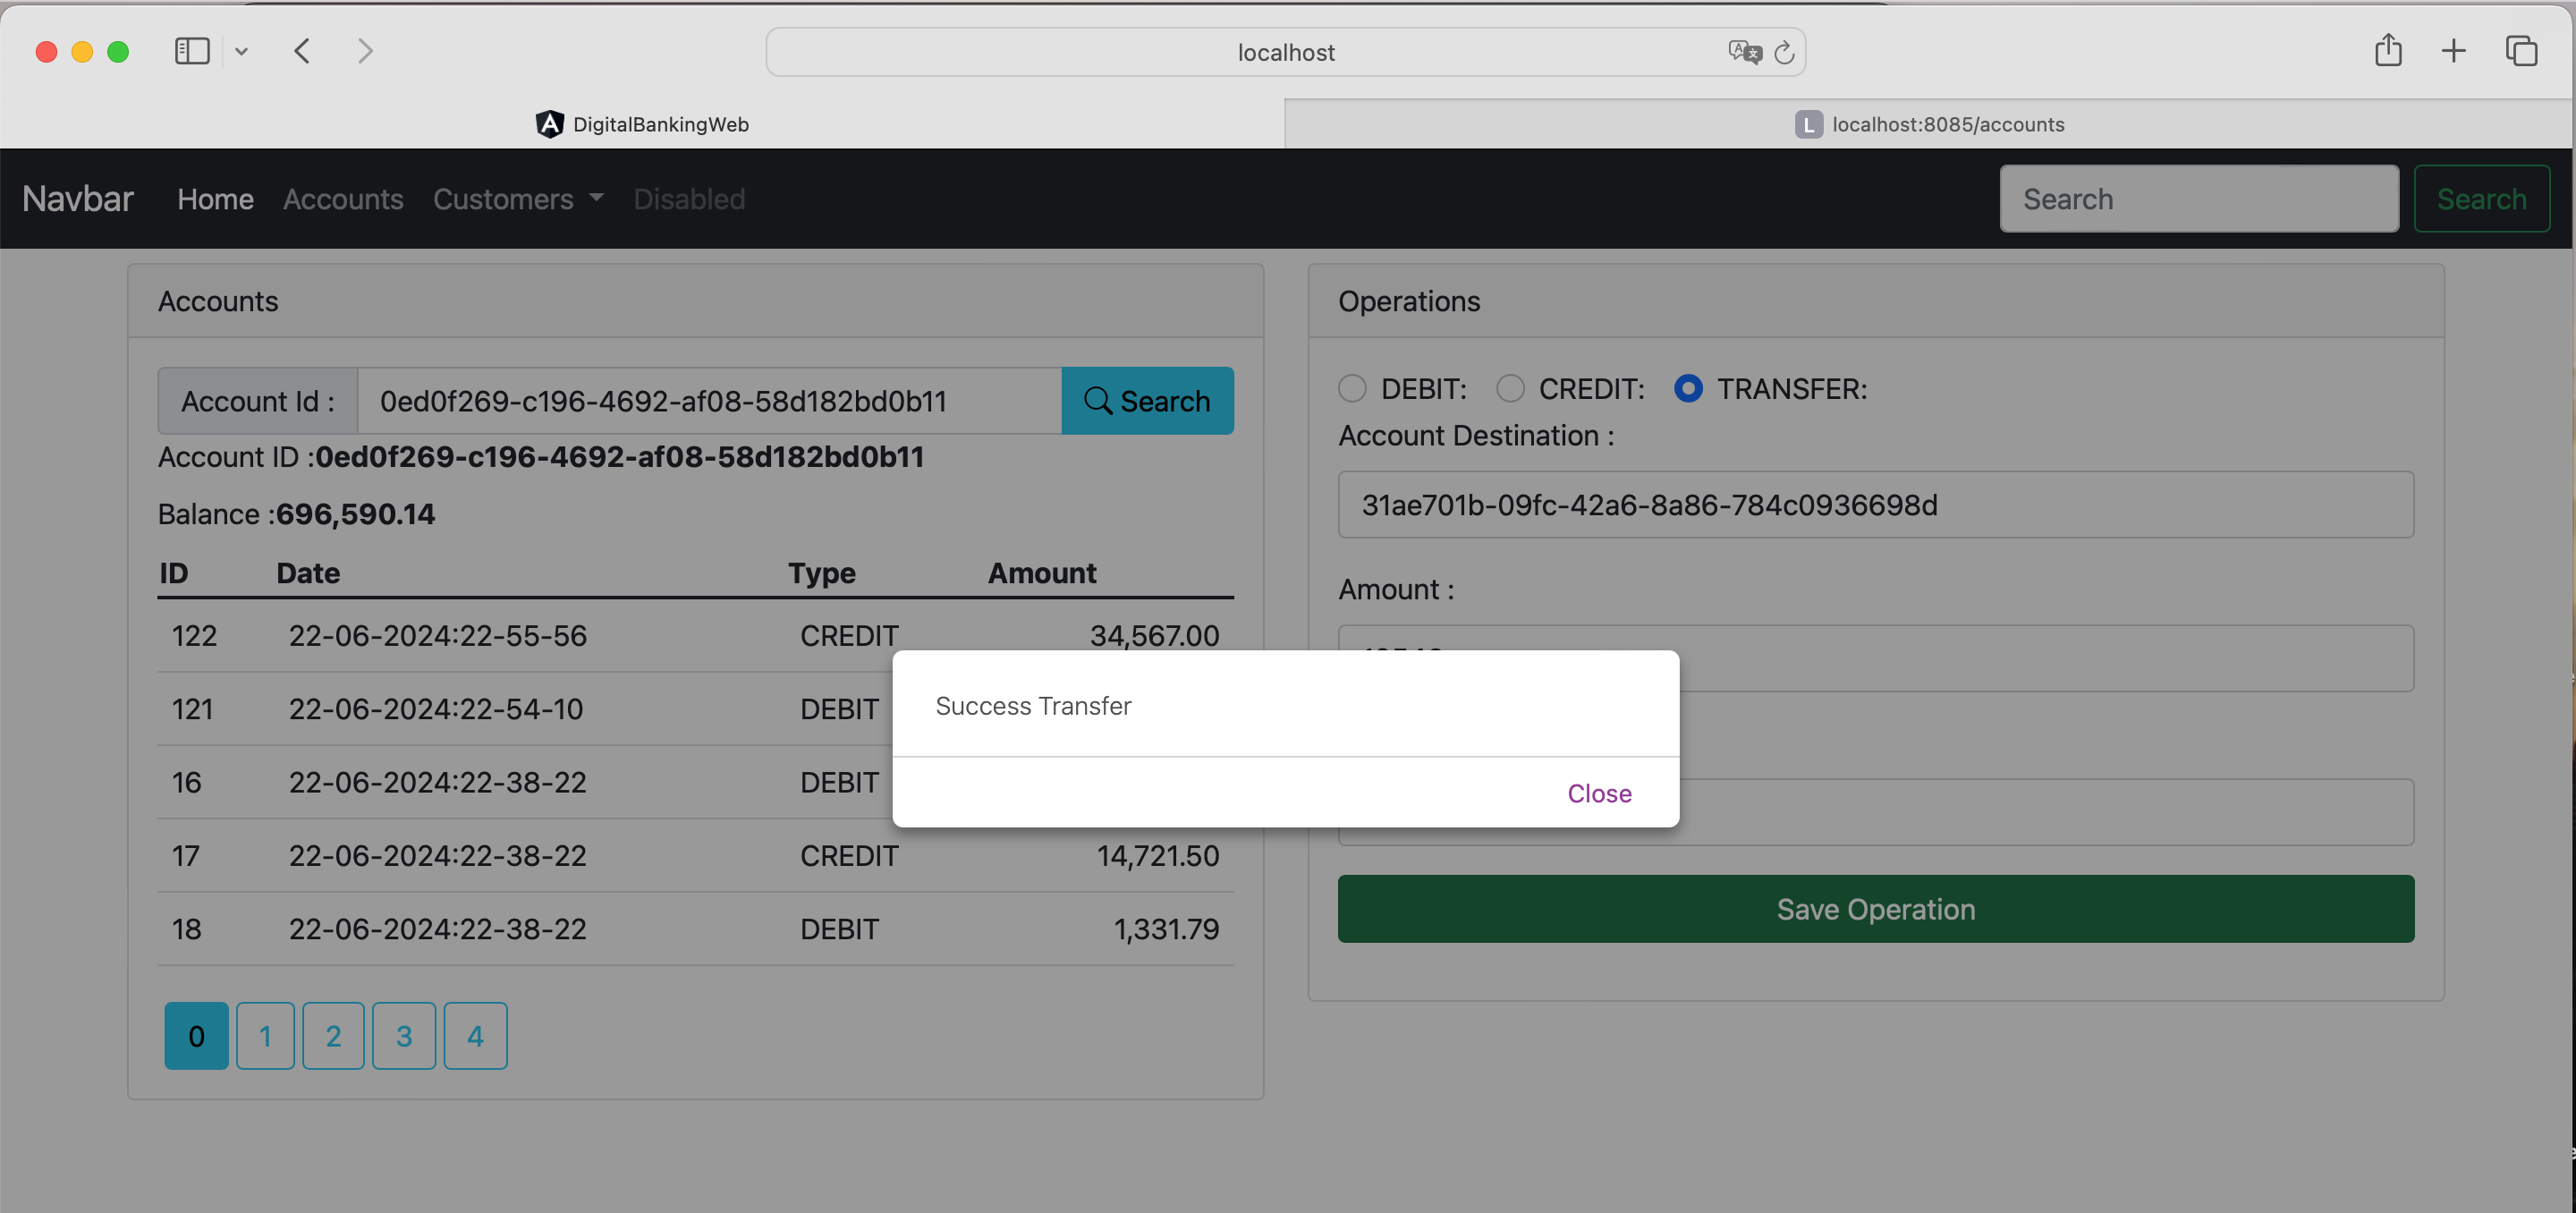 localhost
DigitalBankingWeb
L localhost:8085/accounts
Navbar Home Accounts Customers Disabled Search Search
Accounts
Account Id : 0ed0f269-c196-4692-af08-58d182bd0b11 Search
Account ID :0ed0f269-c196-4692-af08-58d182bd0b11
Balance :696,590.14
ID Date Type Amount
122 22-06-2024:22-55-56 CREDIT 34,567.00
121 22-06-2024:22-54-10 DEBIT
16 22-06-2024:22-38-22 DEBIT
17 22-06-2024:22-38-22 CREDIT 14,721.50
18 22-06-2024:22-38-22 DEBIT 1,331.79
0 1 2 3 4
Operations
DEBIT: CREDIT: TRANSFER:
Account Destination :
31ae701b-09fc-42a6-8a86-784c0936698d
Amount :
Save Operation
Success Transfer
Close